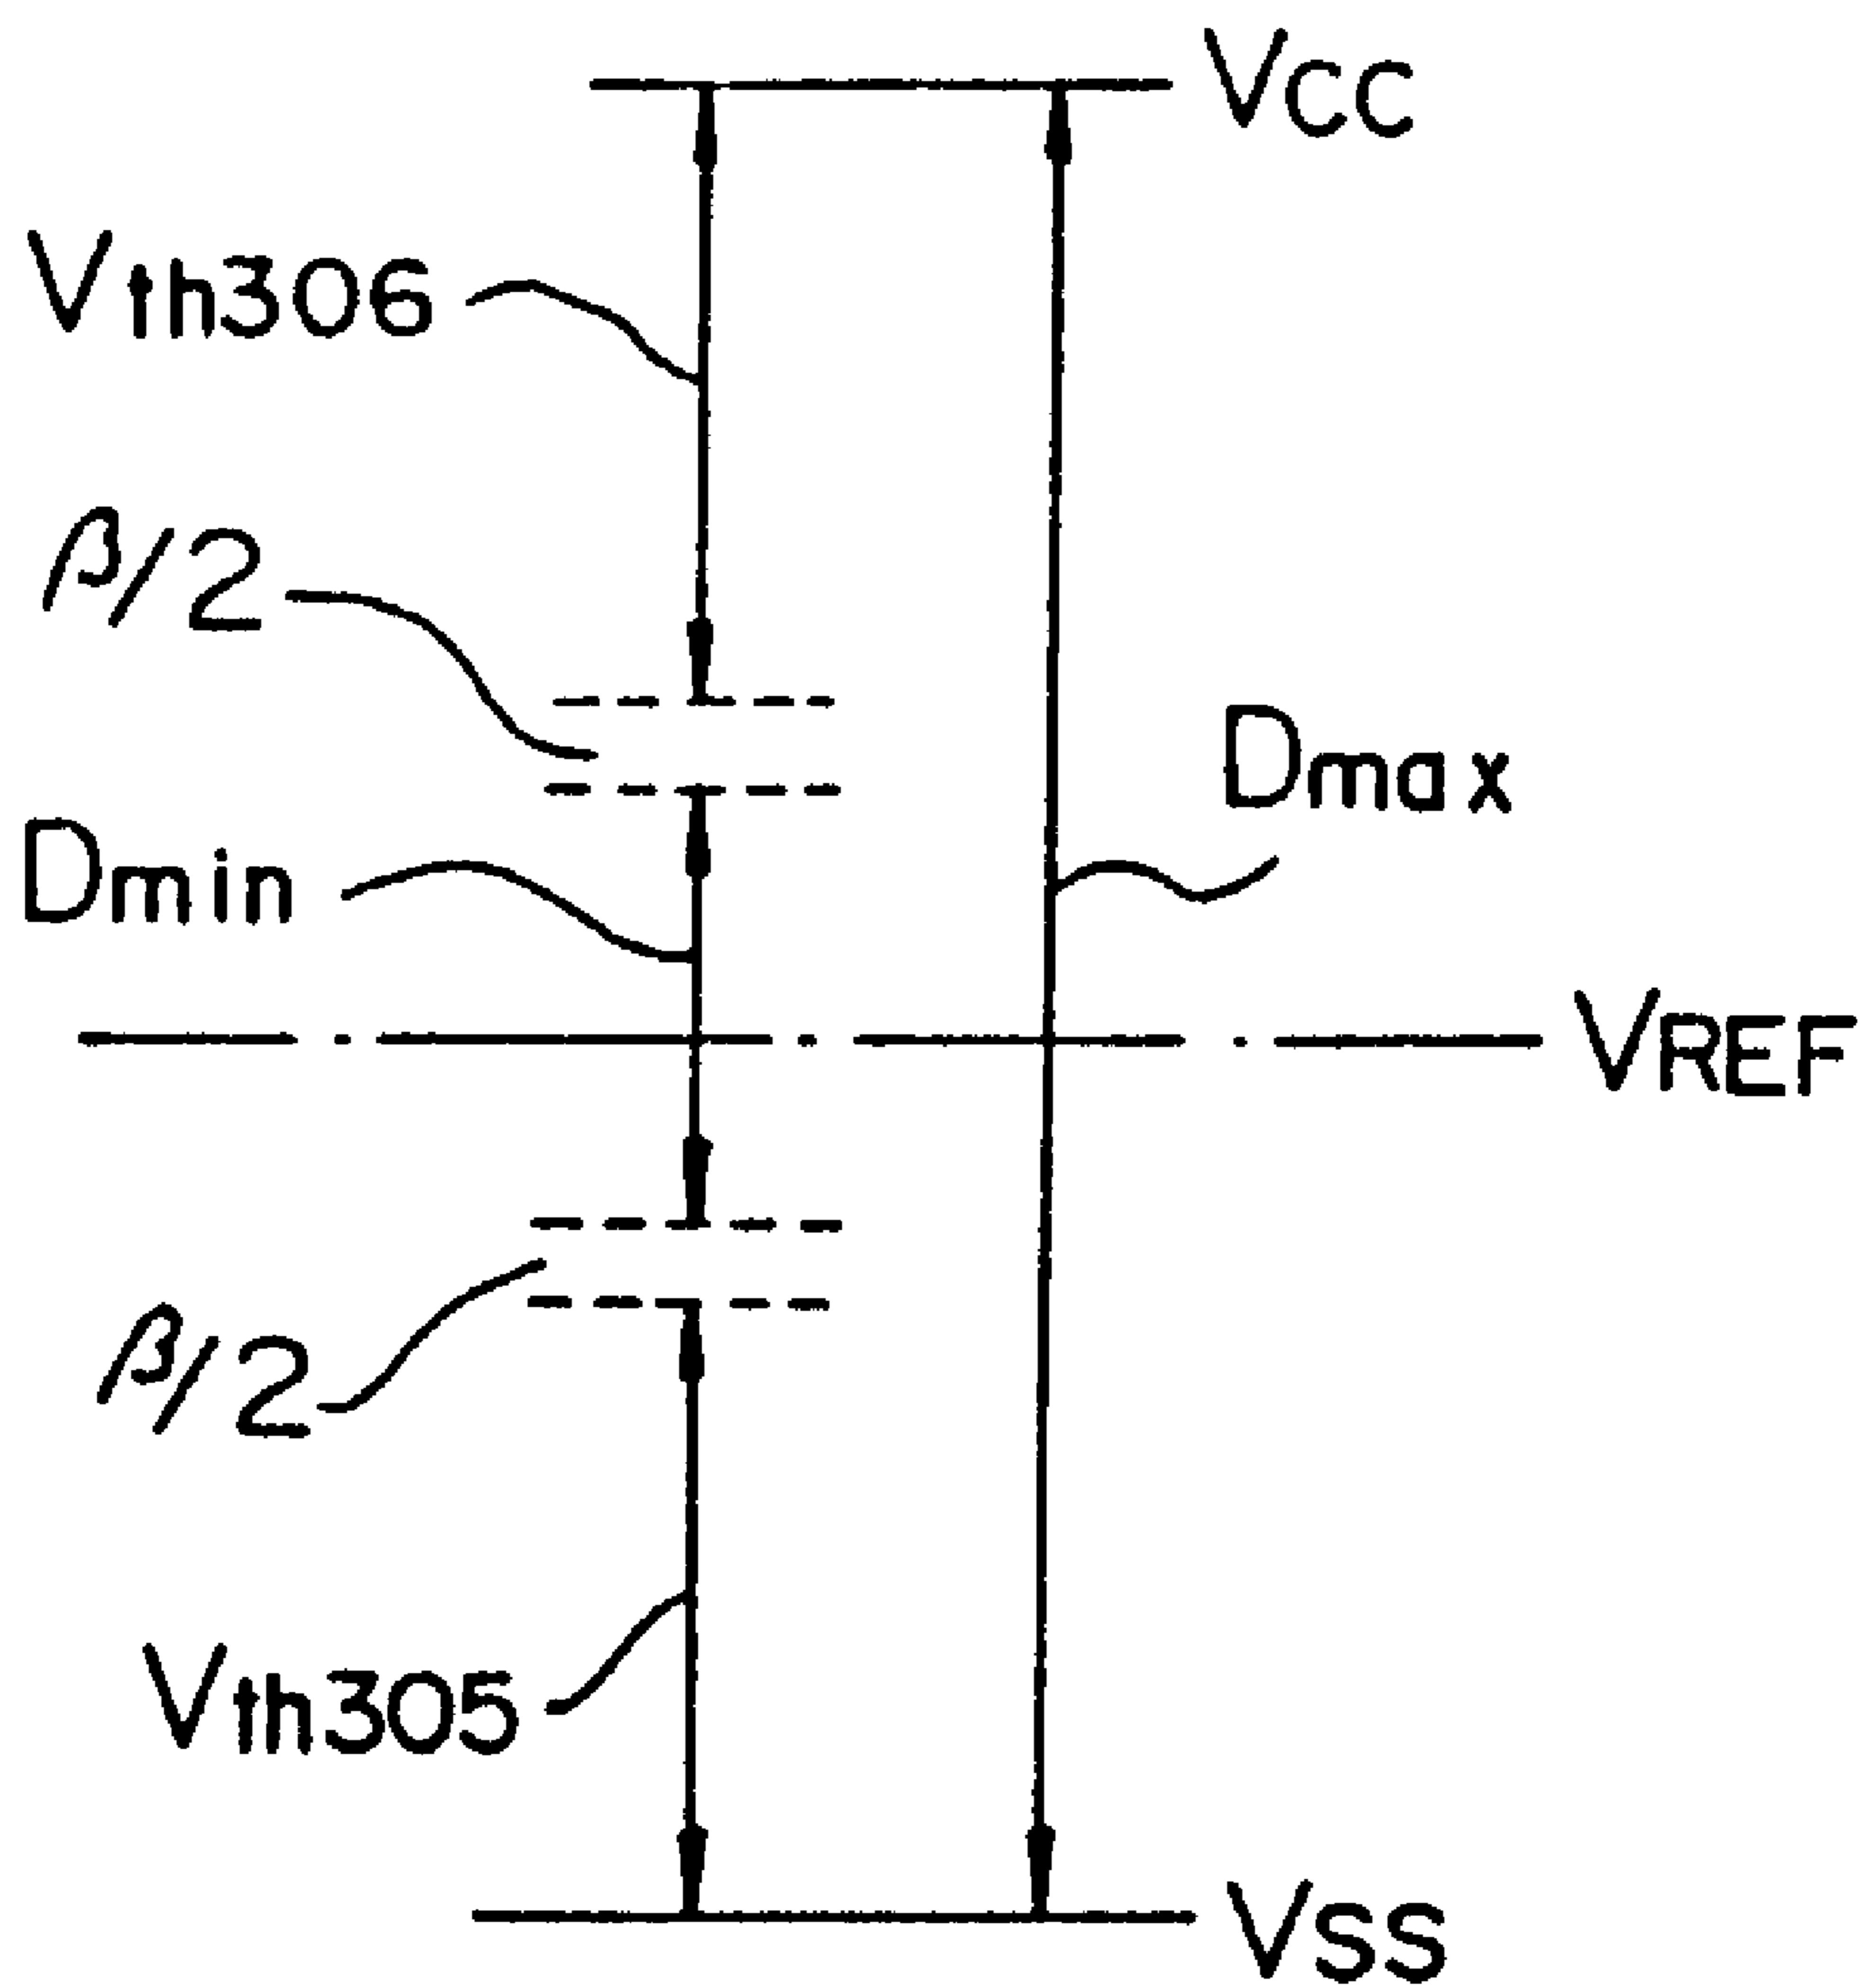 VCC
Vth306
β/2
Dmax
Dmin
VREF
β/2
Vth305
VSS